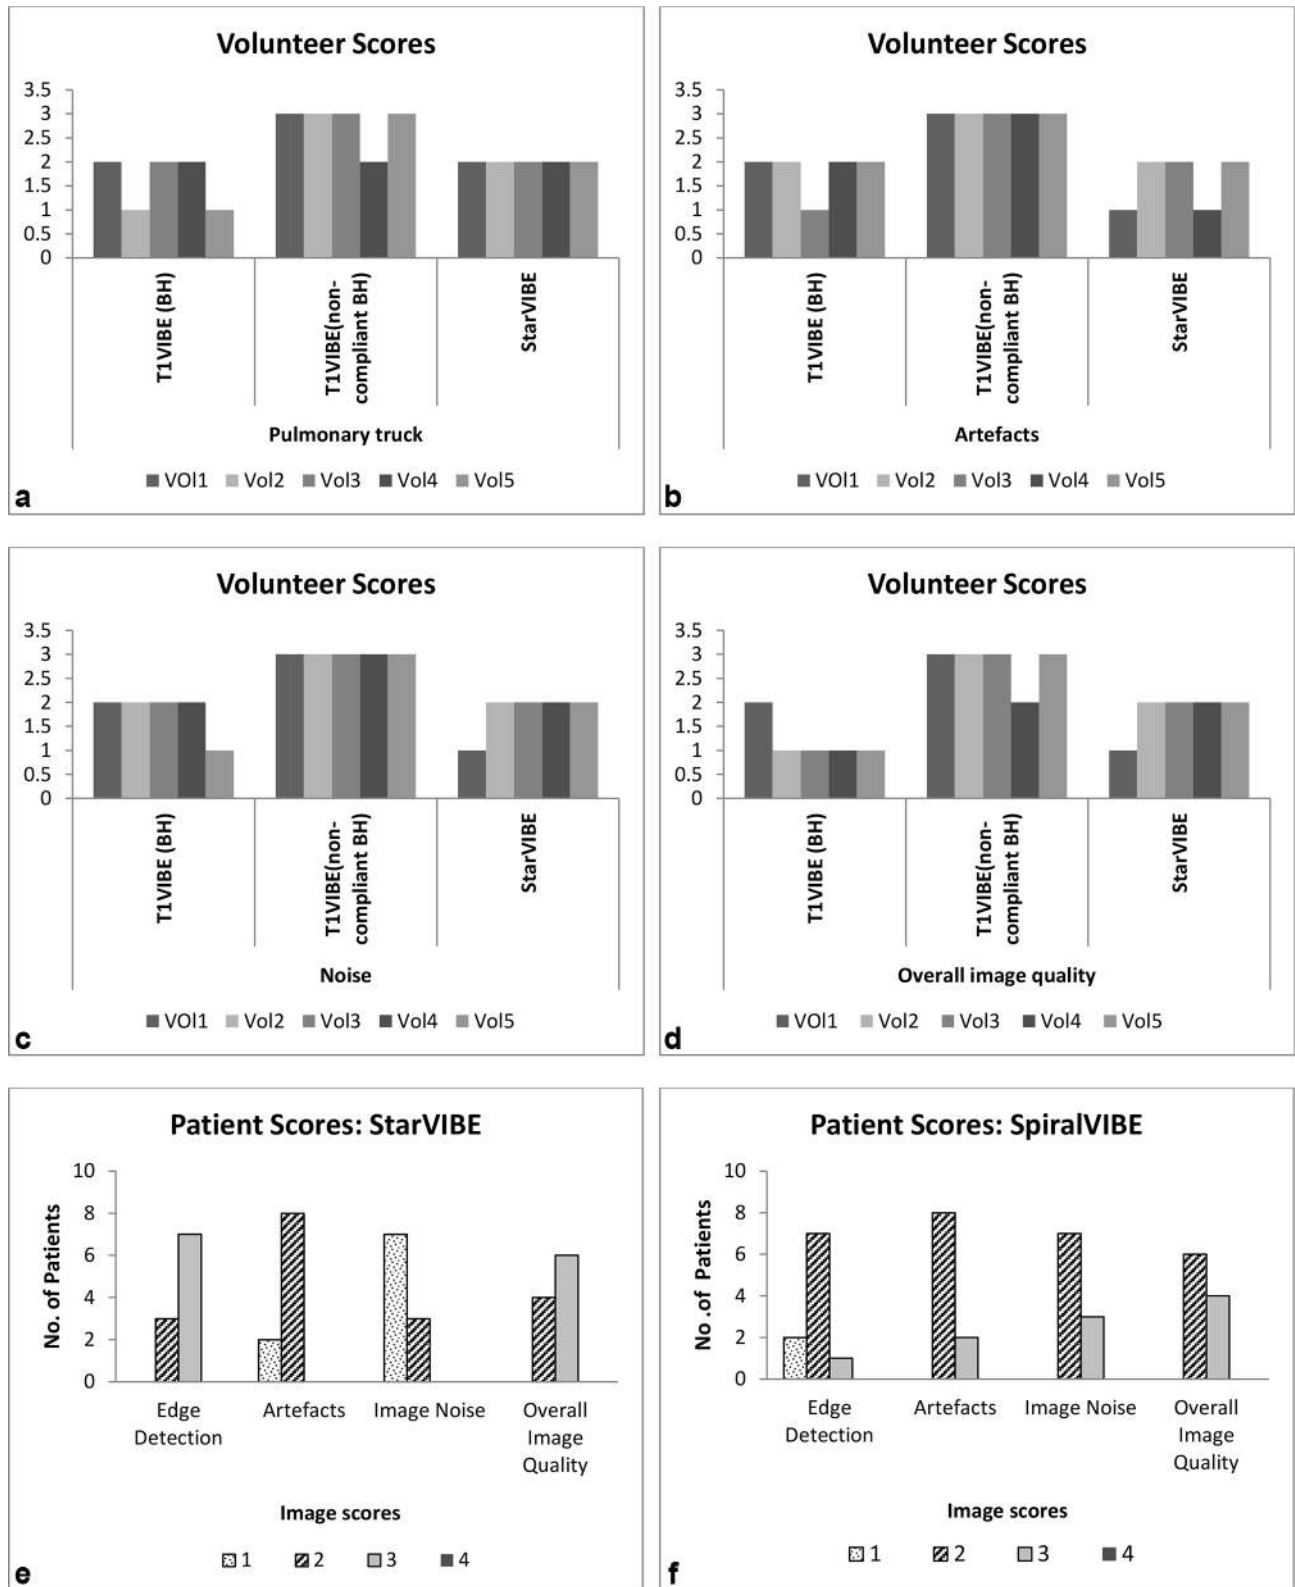 Volunteer Scores
3.5
3
2.5
2
1.5
1
0.5
0
T1VIBE (BH)
T1VIBE(non-
compliant BH)
StarVIBE
Pulmonary truck
VOl1 Vol2 Vol3 Vol4 Vol5
a
Volunteer Scores
3.5
3
2.5
2
1.5
1
0.5
0
T1VIBE (BH)
T1VIBE(non-
compliant BH)
StarVIBE
Artefacts
VOl1 Vol2 Vol3 Vol4 Vol5
b
Volunteer Scores
3.5
3
2.5
2
1.5
1
0.5
0
T1VIBE (BH)
T1VIBE(non-
compliant BH)
StarVIBE
Noise
VOl1 Vol2 Vol3 Vol4 Vol5
c
Volunteer Scores
3.5
3
2.5
2
1.5
1
0.5
0
T1VIBE (BH)
T1VIBE(non-
compliant BH)
StarVIBE
Overall image quality
VOl1 Vol2 Vol3 Vol4 Vol5
d
Patient Scores: StarVIBE
No. of Patients
10
8
6
4
2
0
Edge
Detection
Artefacts
Image Noise
Overall
Image
Quality
Image scores
1 2 3 4
e
Patient Scores: SpiralVIBE
No .of Patients
10
8
6
4
2
0
Edge
Detection
Artefacts
Image Noise
Overall
Image
Quality
Image scores
1 2 3 4
f